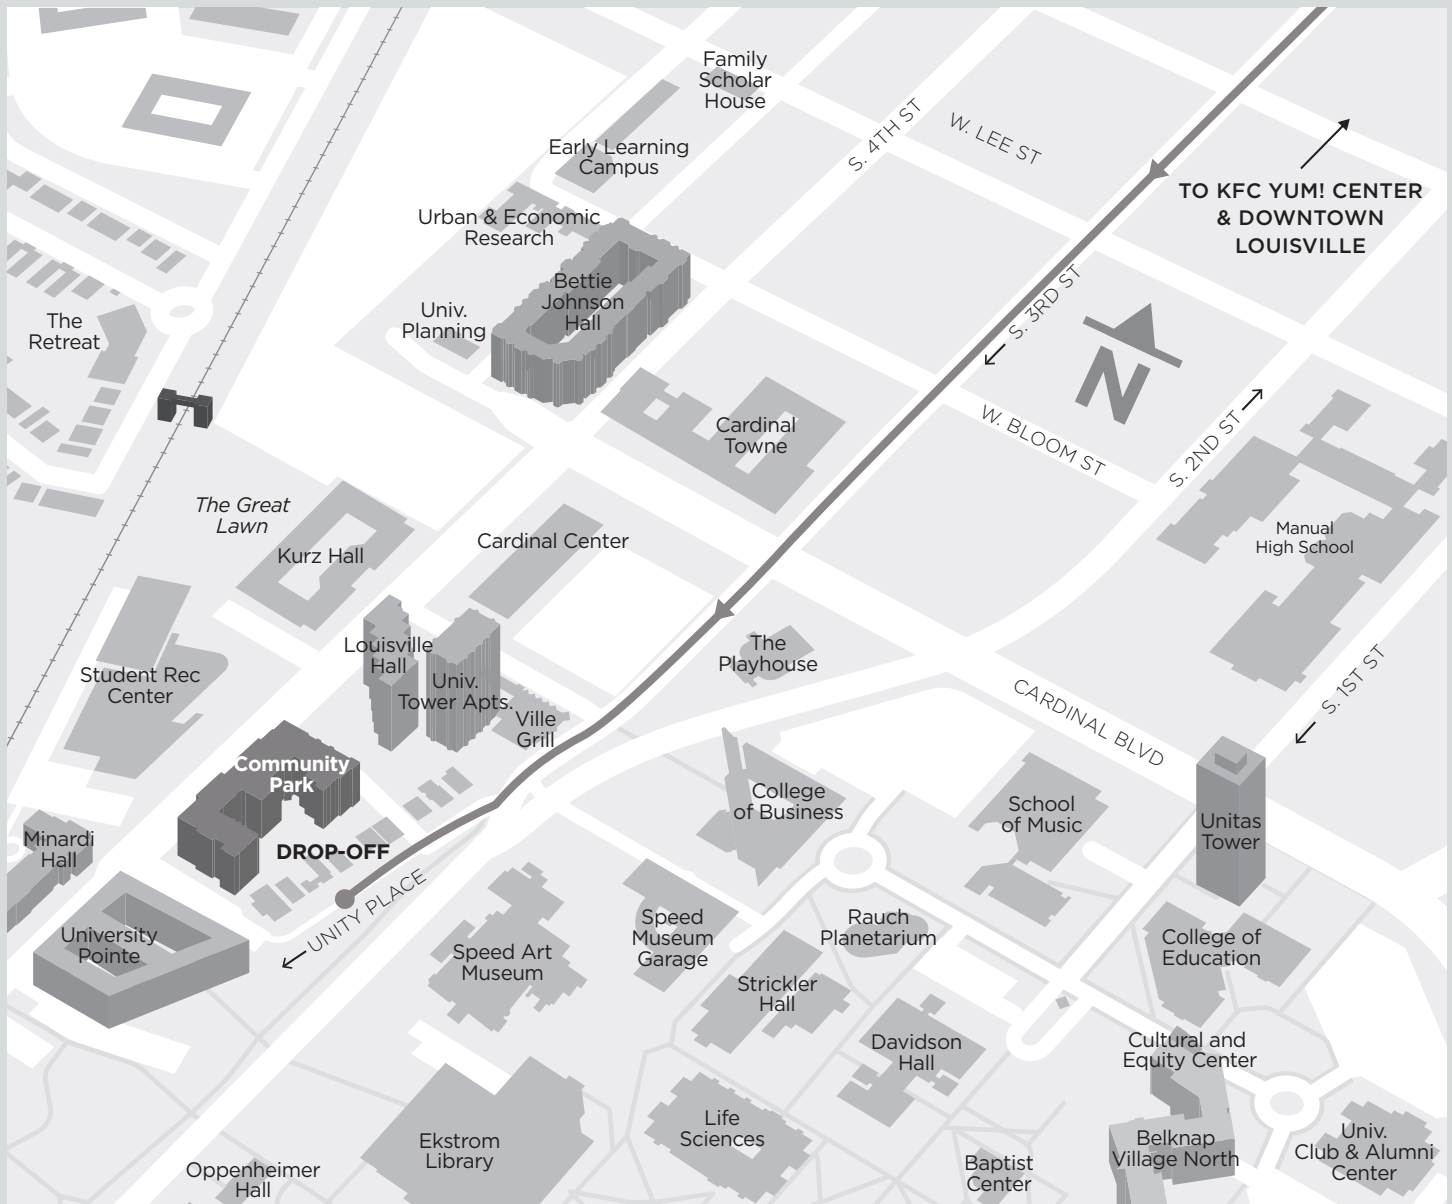 Family
Scholar
House
S. 4TH ST
W. LEE ST
Early Learning
Campus
TO KFC YUM! CENTER
& DOWNTOWN
LOUISVILLE
Urban & Economic
Research
Bettie
Johnson
Hall
S. 3RD ST
Univ.
Planning
The
Retreat
N
Cardinal
Towne
W. BLOOM ST
S. 2ND ST
The Great
Lawn
Kurz Hall
Cardinal Center
Manual
High School
Louisville
Hall
The
Playhouse
Student Rec
Center
Univ.
Tower Apts.
S. 1ST ST
Ville
Grill
CARDINAL BLVD
Community
Park
College
of Business
School
of Music
Unitas
Tower
Minardi
Hall
DROP-OFF
UNITY PLACE
University
Pointe
Speed Art
Museum
Speed
Museum
Garage
Rauch
Planetarium
College of
Education
Strickler
Hall
Davidson
Hall
Cultural and
Equity Center
Life
Sciences
Ekstrom
Library
Belknap
Village North
Univ.
Club & Alumni
Center
Oppenheimer
Hall
Baptist
Center